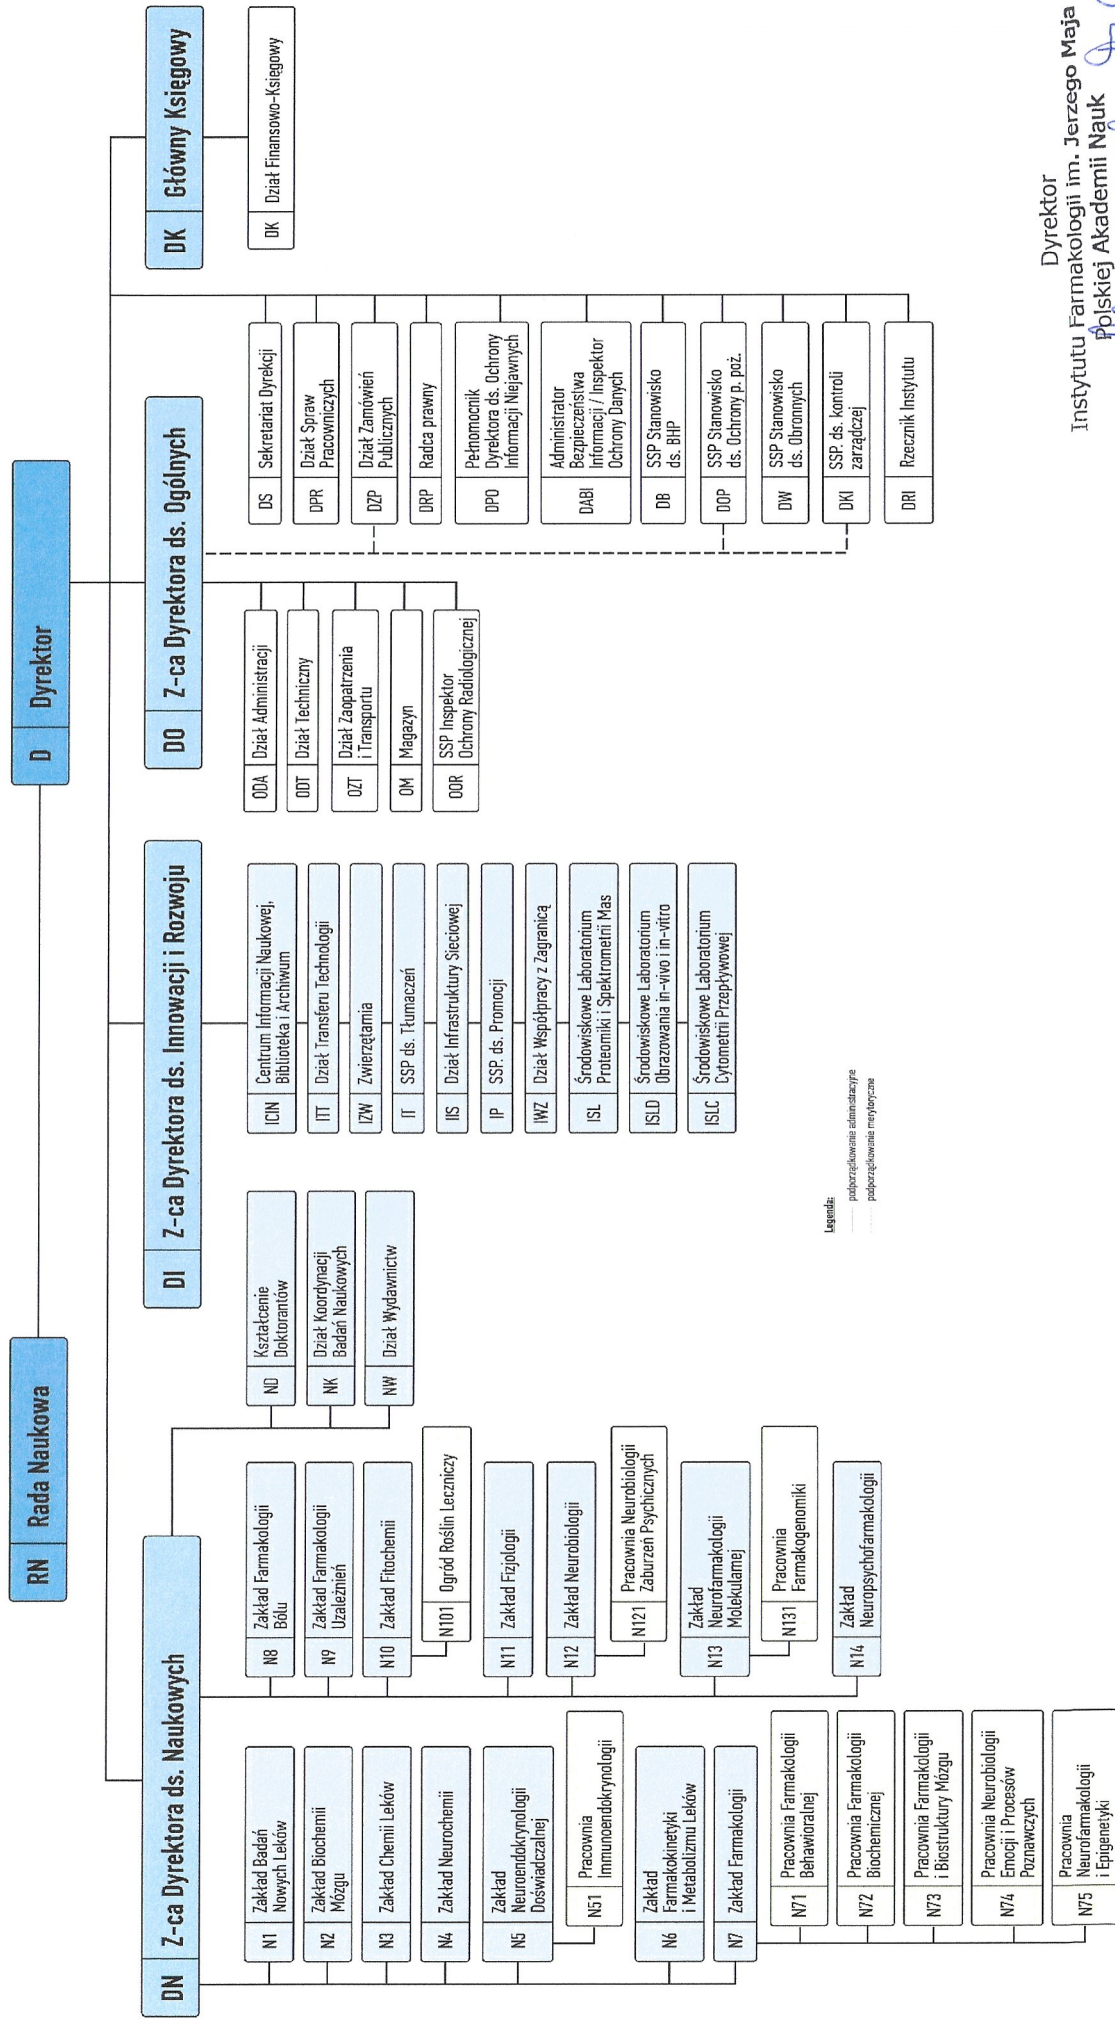 RN Rada Naukowa
D Dyrektor
DN Z-ca Dyrektora ds. Naukowych
DI Z-ca Dyrektora ds. Innowacji i Rozwoju
DO Z-ca Dyrektora ds. Ogólnych
DK Główny Księgowy
N1 Zakład Badań
Nowych Leków
N2 Zakład Biochemii
Mózgu
N3 Zakład Chemii Leków
N4 Zakład Neurochemii
N5 Zakład
Neuroendokrynologii
Doświadczalnej
N51 Pracownia
Immunoendokrynologii
N6 Zakład
Farmakokinetyki
i Metabolizmu Leków
N7 Zakład Farmakologii
N71 Pracownia Farmakologii
Behawioralnej
N72 Pracownia Farmakologii
Biochemicznej
N73 Pracownia Farmakologii
i Biostruktury Mózgu
N74 Pracownia Neurobiologii
Emocji i Procesów
Poznawczych
N75 Pracownia
Neurofarmakologii
i Epigenetyki
N8 Zakład Farmakologii
Bólu
N9 Zakład Farmakologii
Uzależnień
N10 Zakład Fitochemii
N101 Ogród Roślin Leczniczy
N11 Zakład Fizjologii
N12 Zakład Neurobiologii
N121 Pracownia Neurobiologii
Zaburzeń Psychicznych
N13 Zakład
Neurofarmakologii
Molekularnej
N131 Pracownia
Farmakogenomiki
N14 Zakład
Neuropsychofarmakologii
ND Kształcenie
Doktorantów
NK Dział Koordynacji
Badań Naukowych
NW Dział Wydawnictw
ICIN Centrum Informacji Naukowej,
Biblioteka i Archiwum
ITT Dział Transferu Technologii
IZW Zwierzętarnia
IT SSP ds. Tłumaczeń
IIS Dział Infrastruktury Sieciowej
IP SSP. ds. Promocji
IWZ Dział Współpracy z Zagranicą
ISL Środowiskowe Laboratorium
Proteomiki i Spektrometrii Mas
ISLD Środowiskowe Laboratorium
Obrazowania in-vivo i in-vitro
ISLC Środowiskowe Laboratorium
Cytometrii Przepływowej
ODA Dział Administracji
ODT Dział Techniczny
OZT Dział Zaopatrzenia
i Transportu
OM Magazyn
OOR SSP Inspektor
Ochrony Radiologicznej
DS Sekretariat Dyrekcji
DPR Dział Spraw
Pracowniczych
DZP Dział Zamówień
Publicznych
DRP Radca prawny
DPO Pełnomocnik
Dyrektora ds. Ochrony
Informacji Niejawnych
DABI Administrator
Bezpieczeństwa
Informacji / Inspektor
Ochrony Danych
DB SSP Stanowisko
ds. BHP
DOP SSP Stanowisko
ds. Ochrony p. poż.
DW SSP Stanowisko
ds. Obronnych
DKI SSP. ds. kontroli
zarządczej
DRI Rzecznik Instytutu
DK Dział Finansowo-Księgowy
Legenda:
podporządkowanie administracyjne
podporządkowanie merytoryczne
Dyrektor
Instytutu Farmakologii im. Jerzego Maja
Polskiej Akademii Nauk